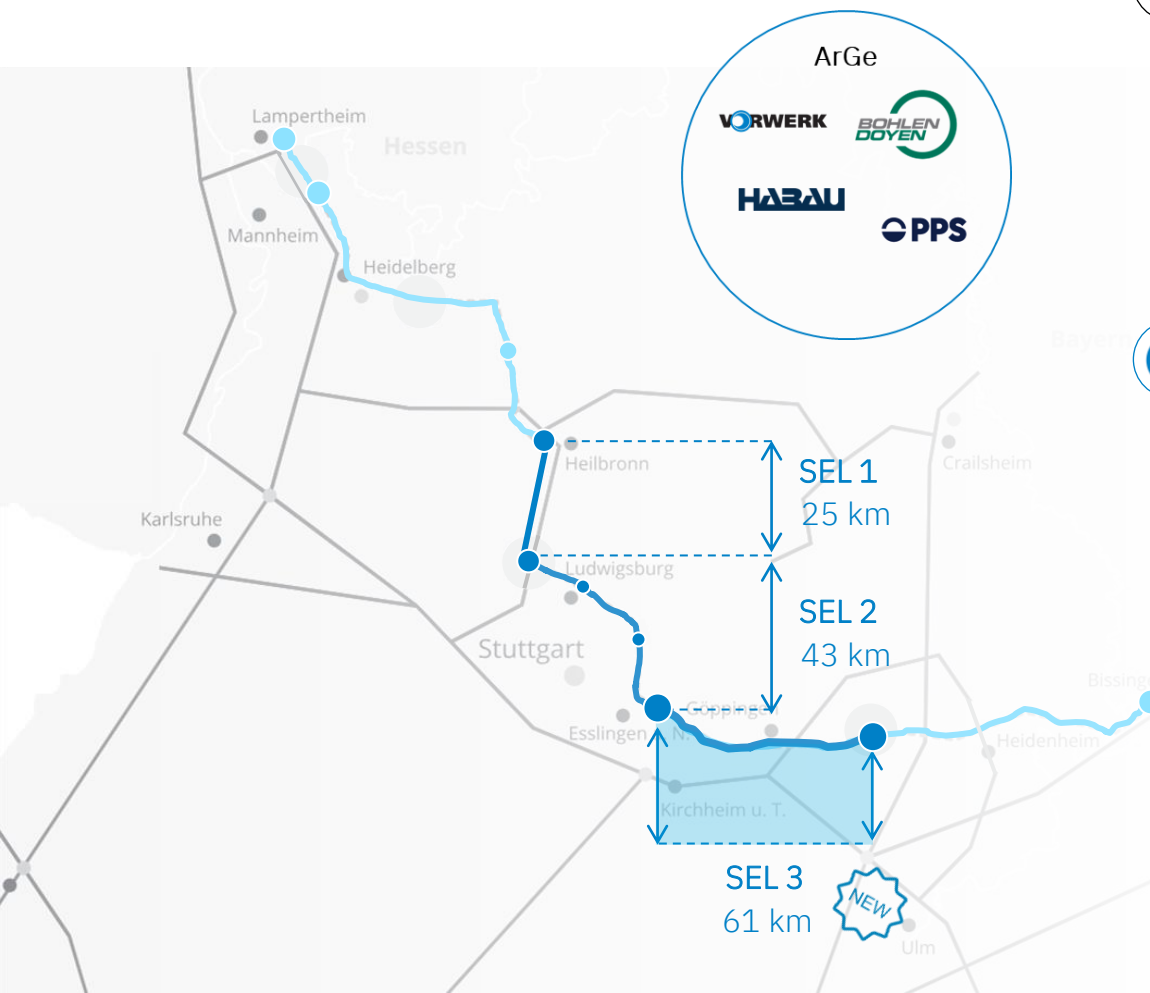 ArGe
VORWERK
BOHLEN
DOYEN
HABAU
PPS
Lampertheim
Hessen
Mannheim
Heidelberg
Bayern
Heilbronn
Crailsheim
SEL 1
25 km
Karlsruhe
Ludwigsburg
SEL 2
43 km
Stuttgart
Göppingen
Esslingen
N.
Heidenheim
Kirchheim u. T.
SEL 3
61 km
NEW
Ulm